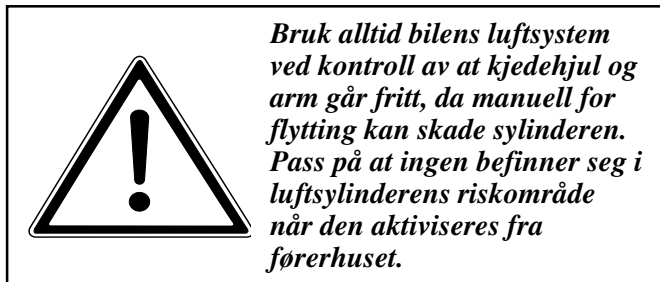 Bruk alltid bilens luftsystem
ved kontroll av at kjedehjul og
arm går fritt, da manuell for
flytting kan skade sylinderen.
Pass på at ingen befinner seg i
luftsylinderens riskområde
når den aktiviseres fra
førerhuset.